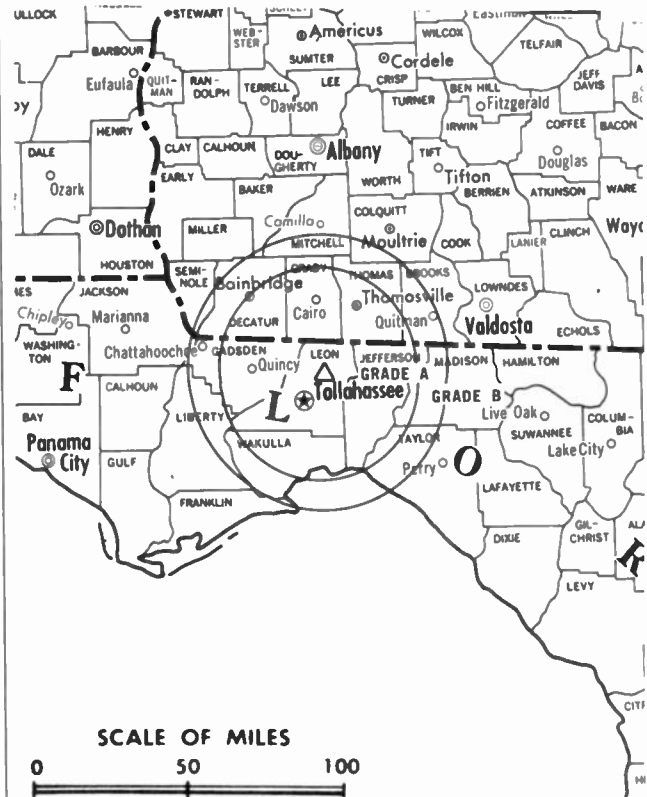 STEWART
WEB-
STER
Americus
SUMTER
Cordele
CRISP
WILCOX
TELFAIR
BARBOUR
Eufaula
QUIT-
MAN
RAN-
DOLPH
TERRELL
Dawson
LEE
TURNER
BEN HILL
Fitzgerald
JEFF
DAVIS
HENRY
CLAY
CALHOUN
DOU-
GHERTY
Albany
IRWIN
COFFEE
BACON
DALE
Ozark
EARLY
BAKER
WORTH
TIFT
Tifton
Douglas
BERRIEN
ATKINSON
WARE
Dothan
MILLER
Camilla
MITCHELL
COLQUITT
Moultrie
COOK
LANIER
CLINCH
HOUSTON
SEMI-
NOLE
Bainbridge
DECATUR
GRADY
Cairo
THOMAS
Thomasville
BROOKS
Quitman
LOWNDES
Valdosta
ECHOLS
JACKSON
Chipley
Marianna
WASHING-
TON
Chattahoochee
GADSDEN
Quincy
LEON
JEFFERSON
GRADE A
MADISON
HAMILTON
F
CALHOUN
L
Tallahassee
GRADE B
Live Oak
BAY
LIBERTY
SUWANNEE
COLUM-
BIA
Lake City
Panama
City
GULF
WAKULLA
TAYLOR
Perry
O
FRANKLIN
LAFAYETTE
DIXIE
GIL-
CHRIST
R
LEVY
SCALE OF MILES
0 50 100